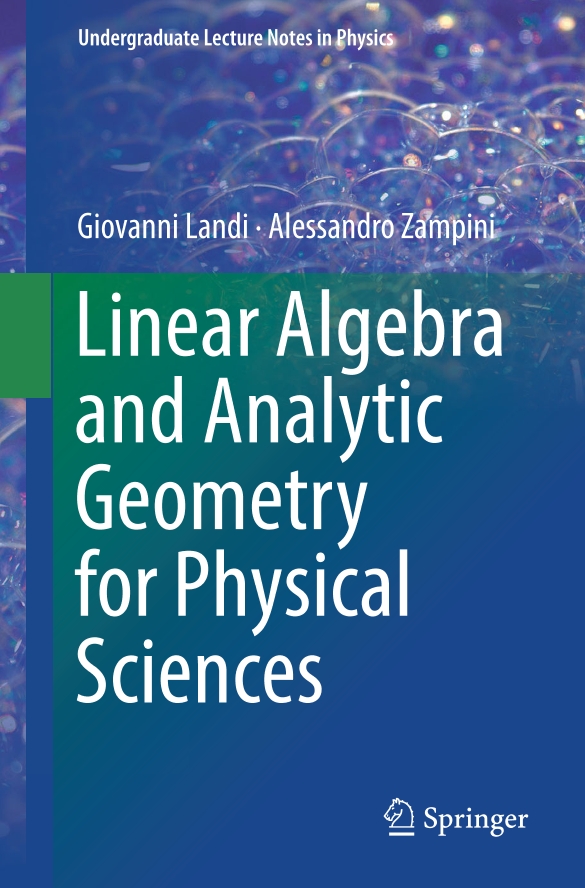 Undergraduate Lecture Notes in Physics
Giovanni Landi · Alessandro Zampini
Linear Algebra
and Analytic
Geometry
for Physical
Sciences
Springer